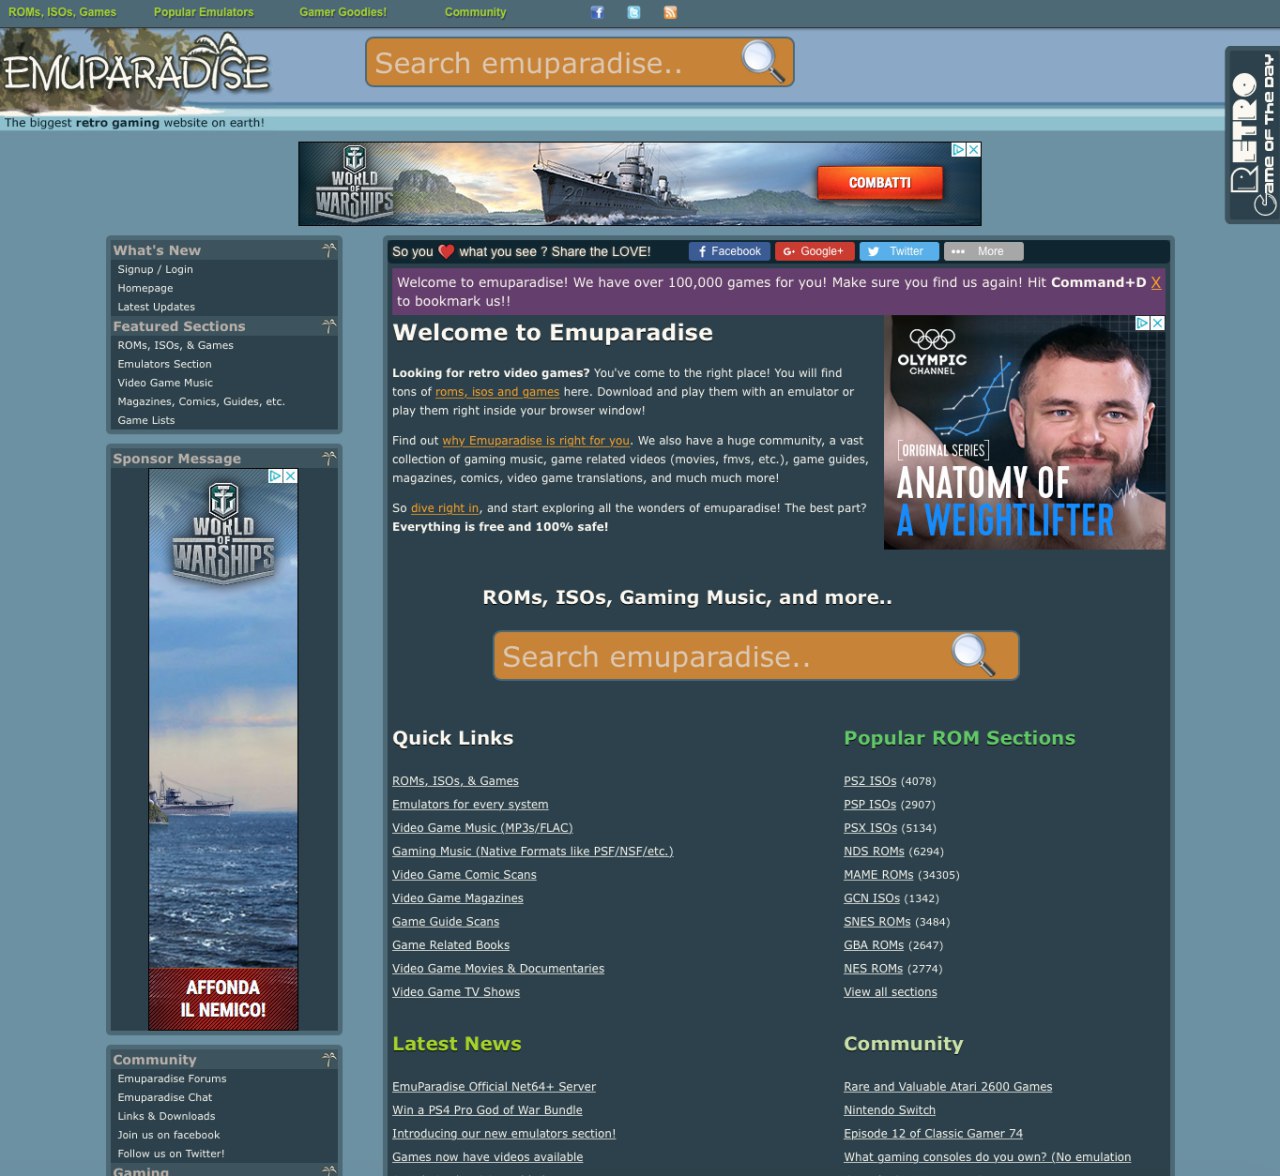 ROMs, ISOs, Games Popular Emulators Gamer Goodies! Community
EMUPARADISE
Search emuparadise..
The biggest retro gaming website on earth!
RETRO
Game of the Day
WORLD
OF
WARSHIPS
20
COMBATTI
What's New
Signup / Login
Homepage
Latest Updates
Featured Sections
ROMs, ISOs, & Games
Emulators Section
Video Game Music
Magazines, Comics, Guides, etc.
Game Lists
Sponsor Message
WORLD
OF
WARSHIPS
AFFONDA
IL NEMICO!
Community
Emuparadise Forums
Emuparadise Chat
Links & Downloads
Join us on facebook
Follow us on Twitter!
Gaming
So you ❤️ what you see ? Share the LOVE! Facebook Google+ Twitter More
Welcome to emuparadise! We have over 100,000 games for you! Make sure you find us again! Hit Command+D X
to bookmark us!!
Welcome to Emuparadise
Looking for retro video games? You've come to the right place! You will find
tons of roms, isos and games here. Download and play them with an emulator or
play them right inside your browser window!
Find out why Emuparadise is right for you. We also have a huge community, a vast
collection of gaming music, game related videos (movies, fmvs, etc.), game guides,
magazines, comics, video game translations, and much much more!
So dive right in, and start exploring all the wonders of emuparadise! The best part?
Everything is free and 100% safe!
OLYMPIC
CHANNEL
[ORIGINAL SERIES]
ANATOMY OF
A WEIGHTLIFTER
ROMs, ISOs, Gaming Music, and more..
Search emuparadise..
Quick Links
ROMs, ISOs, & Games
Emulators for every system
Video Game Music (MP3s/FLAC)
Gaming Music (Native Formats like PSF/NSF/etc.)
Video Game Comic Scans
Video Game Magazines
Game Guide Scans
Game Related Books
Video Game Movies & Documentaries
Video Game TV Shows
Popular ROM Sections
PS2 ISOs (4078)
PSP ISOs (2907)
PSX ISOs (5134)
NDS ROMs (6294)
MAME ROMs (34305)
GCN ISOs (1342)
SNES ROMs (3484)
GBA ROMs (2647)
NES ROMs (2774)
View all sections
Latest News
EmuParadise Official Net64+ Server
Win a PS4 Pro God of War Bundle
Introducing our new emulators section!
Games now have videos available
Community
Rare and Valuable Atari 2600 Games
Nintendo Switch
Episode 12 of Classic Gamer 74
What gaming consoles do you own? (No emulation